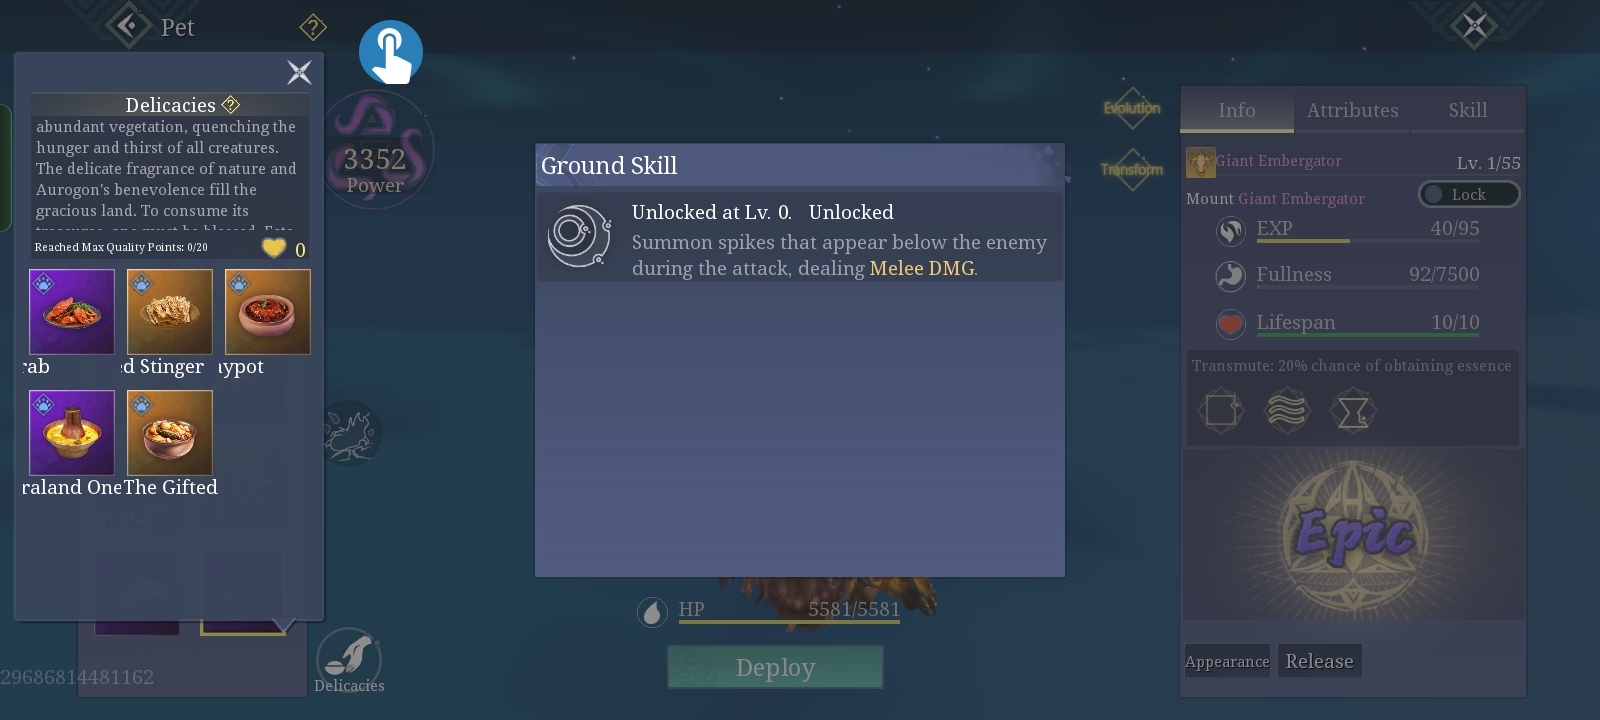 Pet
?
Delicacies ?
abundant vegetation, quenching the
hunger and thirst of all creatures.
The delicate fragrance of nature and
Aurogon's benevolence fill the
gracious land. To consume its
Reached Max Quality Points: 0/20
0
rab
ed Stinger
aypot
raland One
The Gifted
29686814481162
Delicacies
3352
Power
Ground Skill
Unlocked at Lv. 0. Unlocked
Summon spikes that appear below the enemy
during the attack, dealing Melee DMG.
HP 5581/5581
Deploy
Evolution
Transform
Info
Attributes
Skill
Giant Embergator
Lv. 1/55
Mount Giant Embergator
Lock
EXP 40/95
Fullness 92/7500
Lifespan 10/10
Transmute: 20% chance of obtaining essence
Epic
Appearance
Release